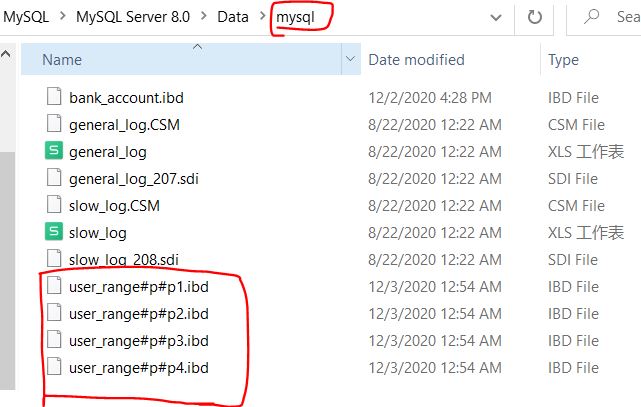 MySQL > MySQL Server 8.0 > Data > mysql
Sea
Name Date modified Type
bank_account.ibd 12/2/2020 4:28 PM IBD File
general_log.CSM 8/22/2020 12:22 AM CSM File
general_log 8/22/2020 12:22 AM XLS 工作表
general_log_207.sdi 8/22/2020 12:22 AM SDI File
slow_log.CSM 8/22/2020 12:22 AM CSM File
slow_log 8/22/2020 12:22 AM XLS 工作表
slow_log_208.sdi 8/22/2020 12:22 AM SDI File
user_range#p#p1.ibd 12/3/2020 12:54 AM IBD File
user_range#p#p2.ibd 12/3/2020 12:54 AM IBD File
user_range#p#p3.ibd 12/3/2020 12:54 AM IBD File
user_range#p#p4.ibd 12/3/2020 12:54 AM IBD File